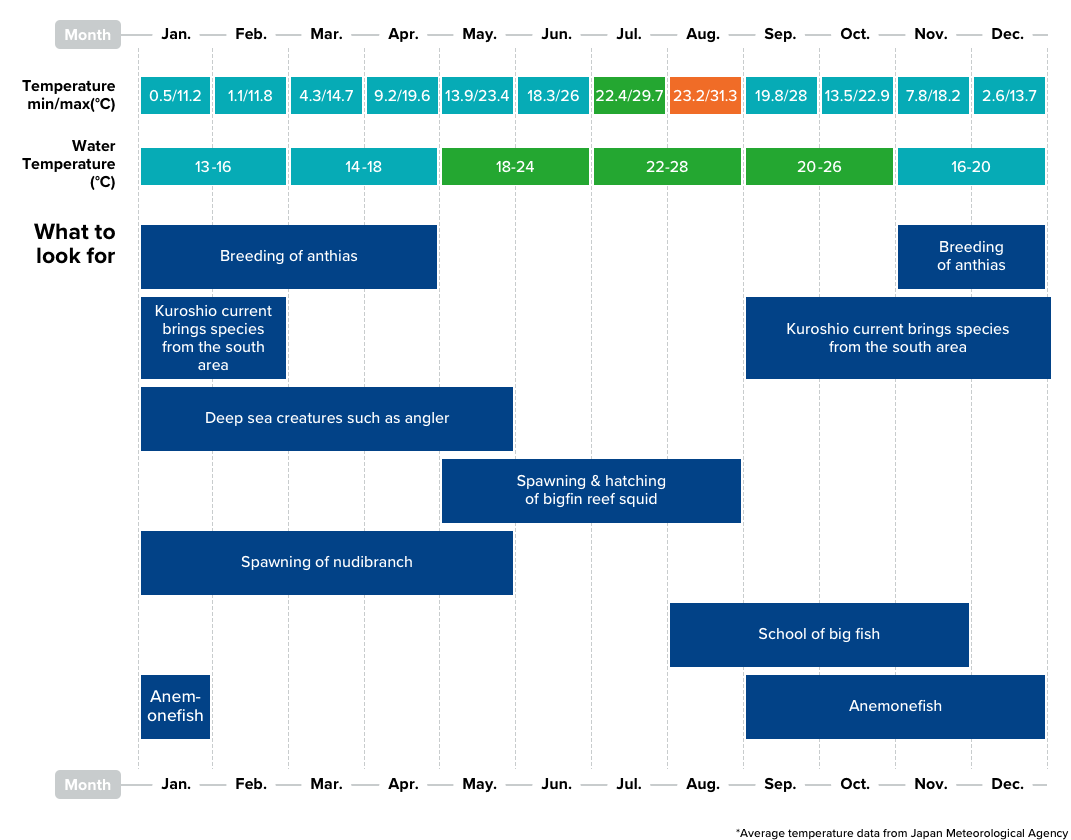 Month Jan. Feb. Mar. Apr. May. Jun. Jul. Aug. Sep. Oct. Nov. Dec.
Temperature
min/max(°C)
0.5/11.2 1.1/11.8 4.3/14.7 9.2/19.6 13.9/23.4 18.3/26 22.4/29.7 23.2/31.3 19.8/28 13.5/22.9 7.8/18.2 2.6/13.7
Water
Temperature
(°C)
13-16 14-18 18-24 22-28 20-26 16-20
What to
look for
Breeding of anthias
Breeding
of anthias
Kuroshio current
brings species
from the south
area
Kuroshio current brings species
from the south area
Deep sea creatures such as angler
Spawning & hatching
of bigfin reef squid
Spawning of nudibranch
School of big fish
Anem-
onefish
Anemonefish
Month Jan. Feb. Mar. Apr. May. Jun. Jul. Aug. Sep. Oct. Nov. Dec.
*Average temperature data from Japan Meteorological Agency